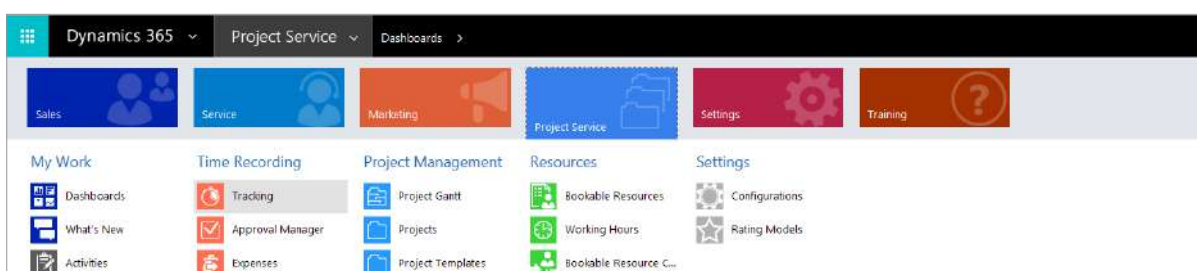 Dynamics 365 Project Service Dashboards >
Sales Service Marketing Project Service Settings Training
My Work Time Recording Project Management Resources Settings
Dashboards Tracking Project Gantt Bookable Resources Configurations
What's New Approval Manager Projects Working Hours Rating Models
Activities Expenses Project Templates Bookable Resource C...